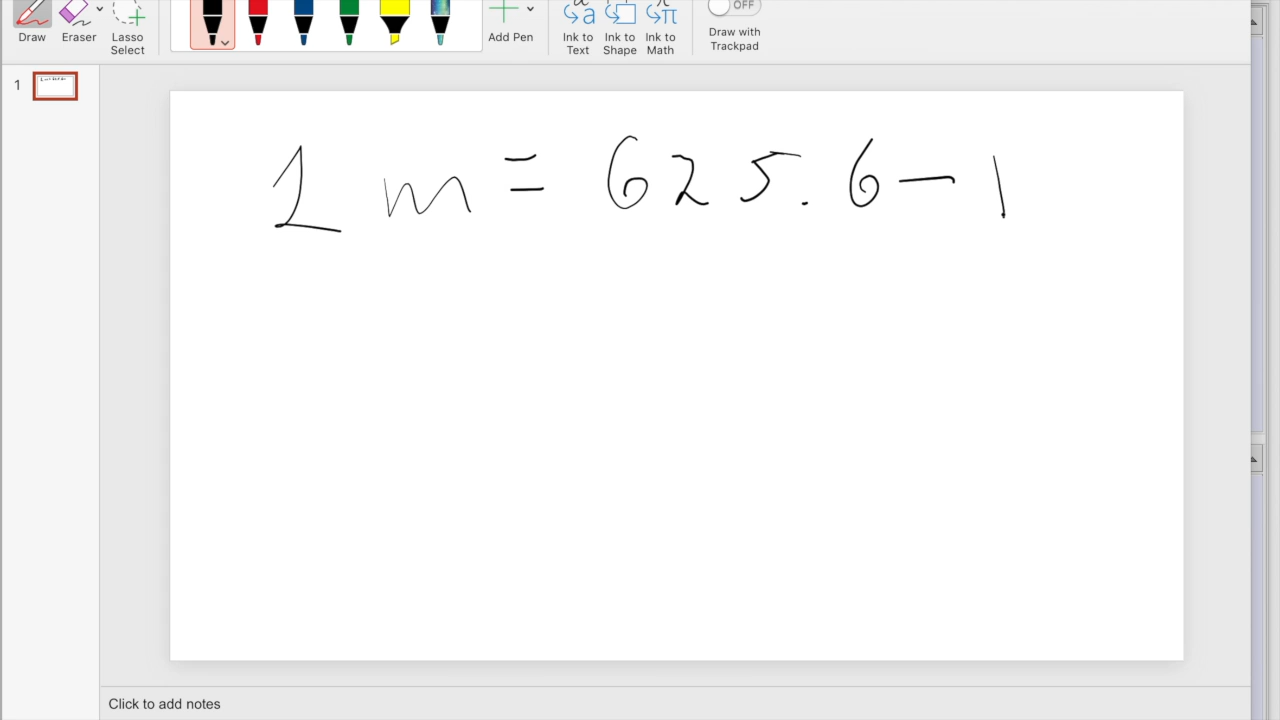 OFF
Draw
Eraser
Lasso Select
Add Pen
Ink to Text
Ink to Shape
Ink to Math
Draw with Trackpad
1
1 m = 625.6 – 1
Click to add notes